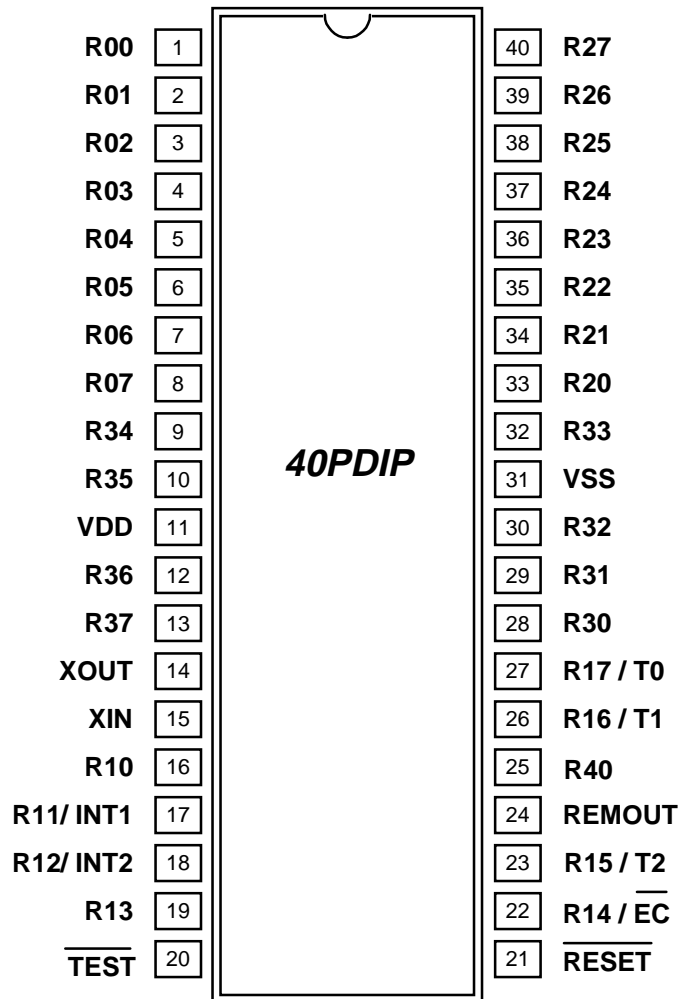 R00 1 40 R27
R01 2 39 R26
R02 3 38 R25
R03 4 37 R24
R04 5 36 R23
R05 6 35 R22
R06 7 34 R21
R07 8 33 R20
R34 9 32 R33
40PDIP
R35 10 31 VSS
VDD 11 30 R32
R36 12 29 R31
R37 13 28 R30
XOUT 14 27 R17 / T0
XIN 15 26 R16 / T1
R10 16 25 R40
R11/ INT1 17 24 REMOUT
R12/ INT2 18 23 R15 / T2
R13 19 22 R14 / E̅C̅
T̅E̅S̅T̅ 20 21 R̅E̅S̅E̅T̅